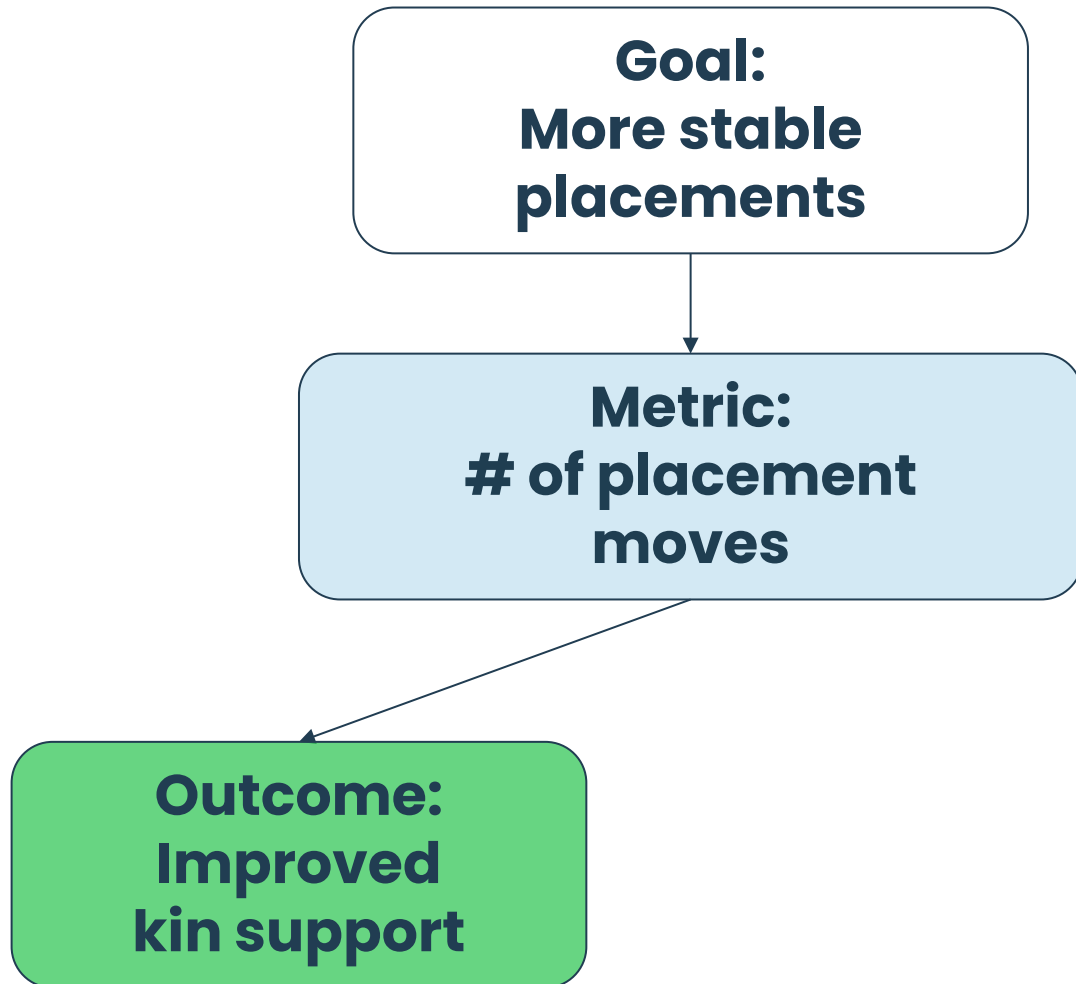 Goal:
More stable
placements
Metric:
# of placement
moves
Outcome:
Improved
kin support